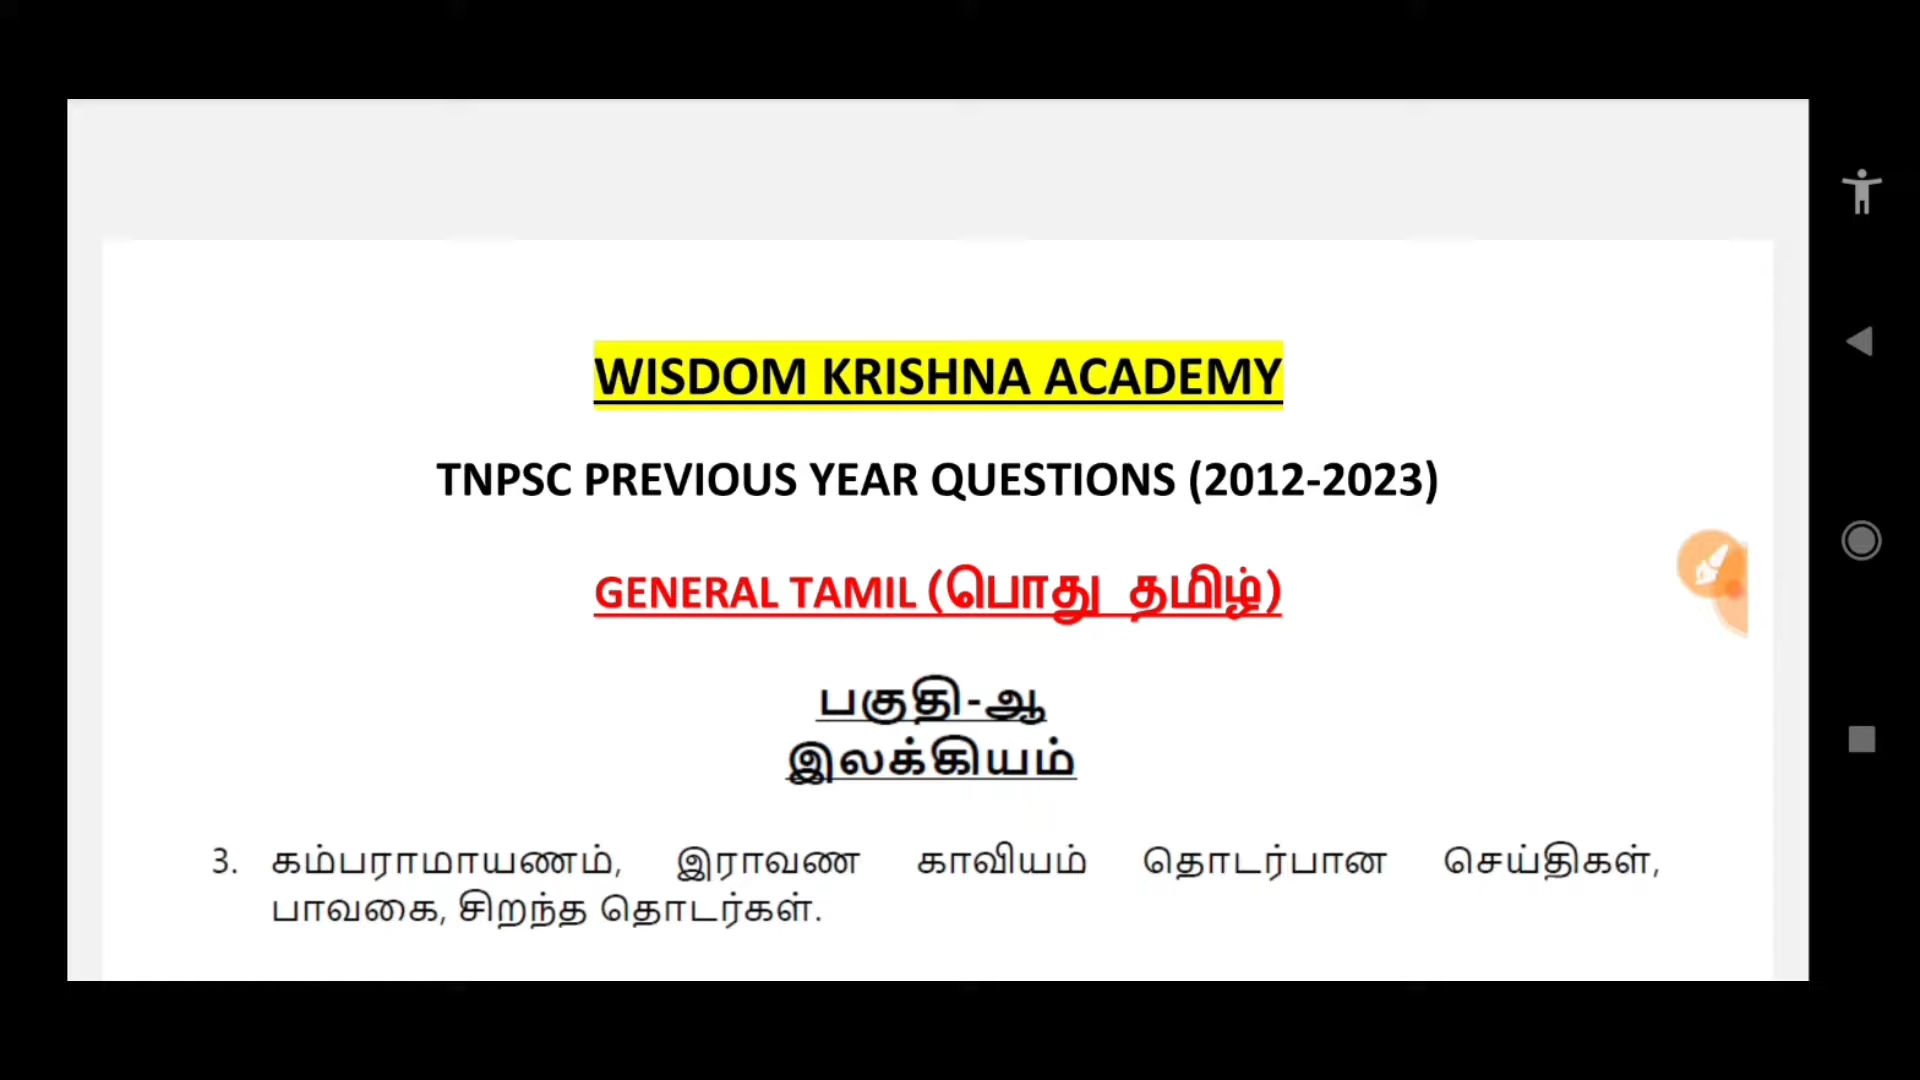 WISDOM KRISHNA ACADEMY
TNPSC PREVIOUS YEAR QUESTIONS (2012-2023)
GENERAL TAMIL (பொது தமிழ்)
பகுதி-ஆ
இலக்கியம்
3. கம்பராமாயணம், இராவண காவியம் தொடர்பான செய்திகள்,
பாவகை, சிறந்த தொடர்கள்.